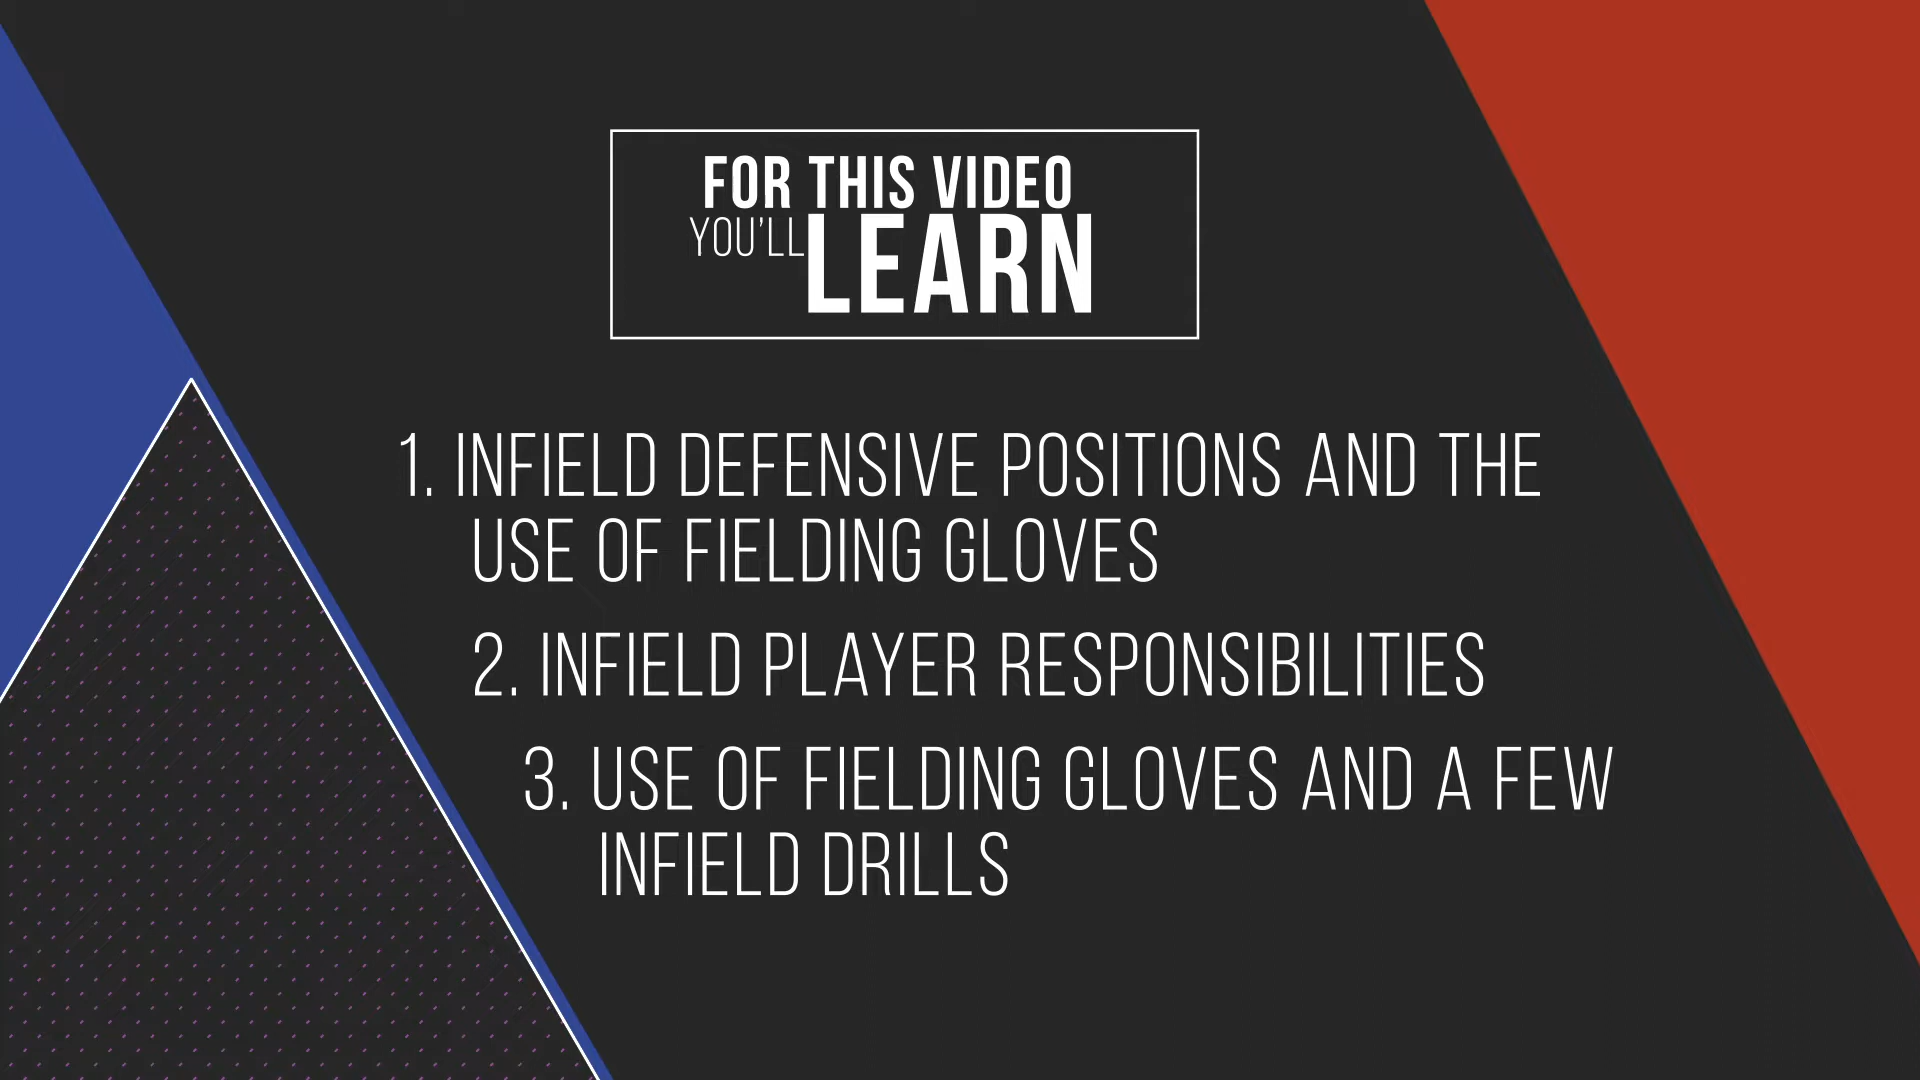 FOR THIS VIDEO
YOU'LL LEARN
1. INFIELD DEFENSIVE POSITIONS AND THE
USE OF FIELDING GLOVES
2. INFIELD PLAYER RESPONSIBILITIES
3. USE OF FIELDING GLOVES AND A FEW
INFIELD DRILLS